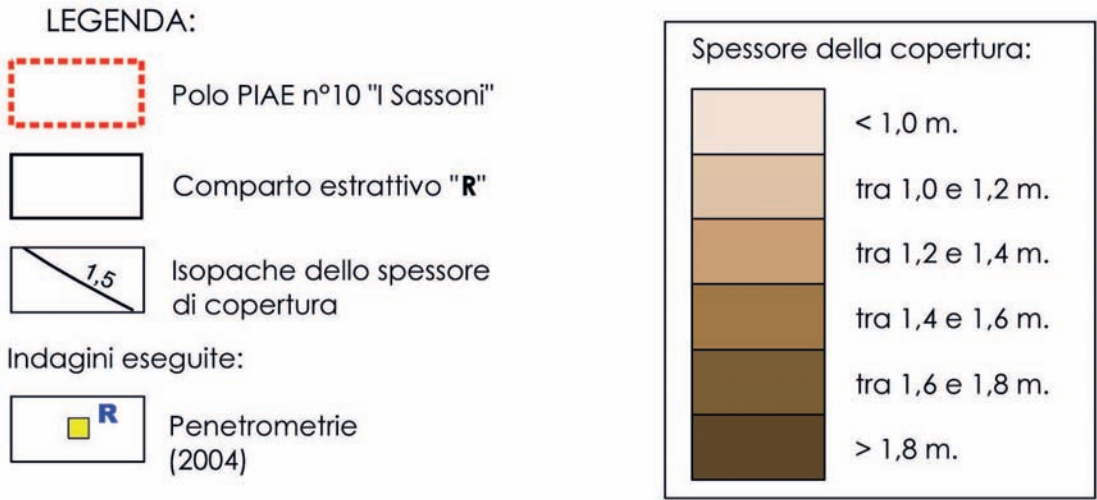 LEGENDA:
Polo PIAE n°10 "I Sassoni"
Comparto estrattivo "R"
1,5
Isopache dello spessore
di copertura
Indagini eseguite:
R
Penetrometrie
(2004)
Spessore della copertura:
< 1,0 m.
tra 1,0 e 1,2 m.
tra 1,2 e 1,4 m.
tra 1,4 e 1,6 m.
tra 1,6 e 1,8 m.
> 1,8 m.